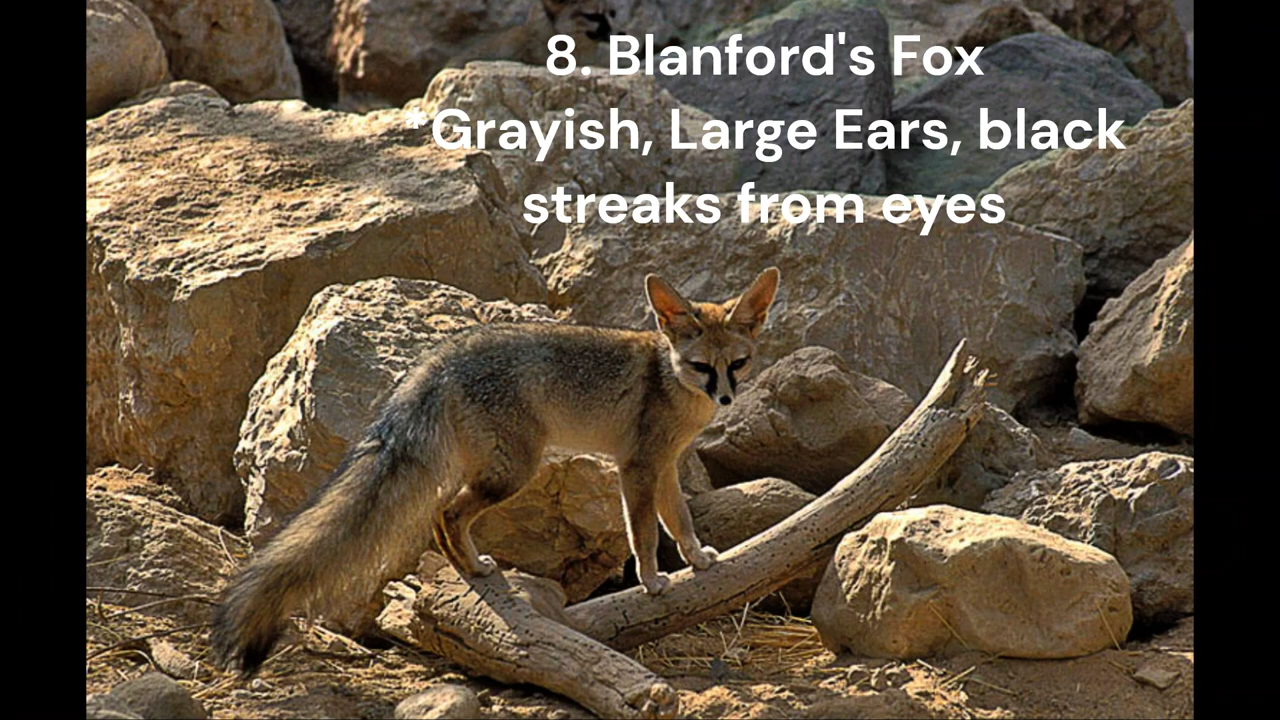 8. Blanford's Fox
*Grayish, Large Ears, black
streaks from eyes